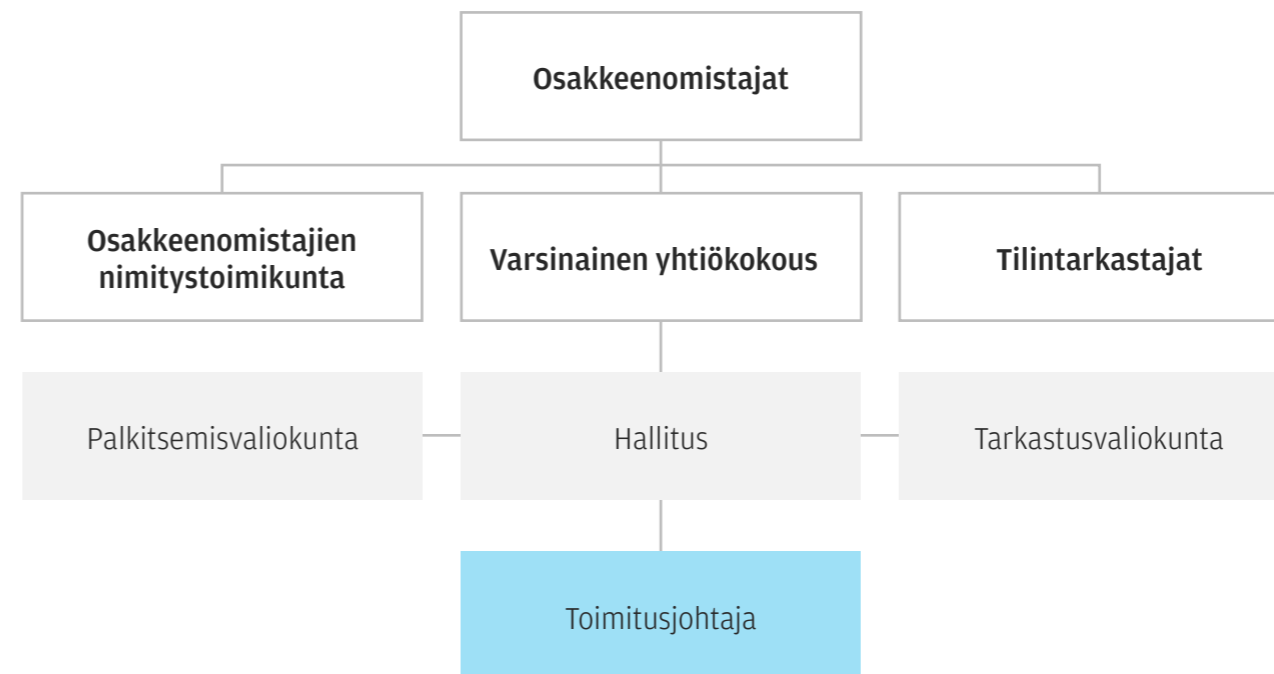 Osakkeenomistajat
Osakkeenomistajien
nimitystoimikunta
Varsinainen yhtiökokous
Tilintarkastajat
Palkitsemisvaliokunta
Hallitus
Tarkastusvaliokunta
Toimitusjohtaja